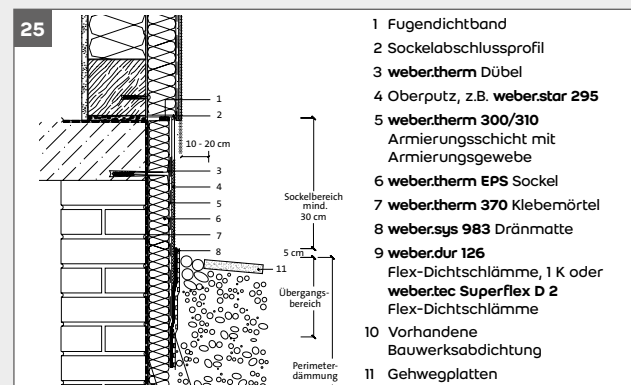 25
1
2
10 - 20 cm
3
4
Sockelbereich
mind.
30 cm
5
6
7
8
5 cm
11
Übergangs-
bereich
Perimeter-
dämmung
1 Fugendichtband
2 Sockelabschlussprofil
3 weber.therm Dübel
4 Oberputz, z.B. weber.star 295
5 weber.therm 300/310
Armierungsschicht mit
Armierungsgewebe
6 weber.therm EPS Sockel
7 weber.therm 370 Klebemörtel
8 weber.sys 983 Dränmatte
9 weber.dur 126
Flex-Dichtschlämme, 1 K oder
weber.tec Superflex D 2
Flex-Dichtschlämme
10 Vorhandene
Bauwerksabdichtung
11 Gehwegplatten